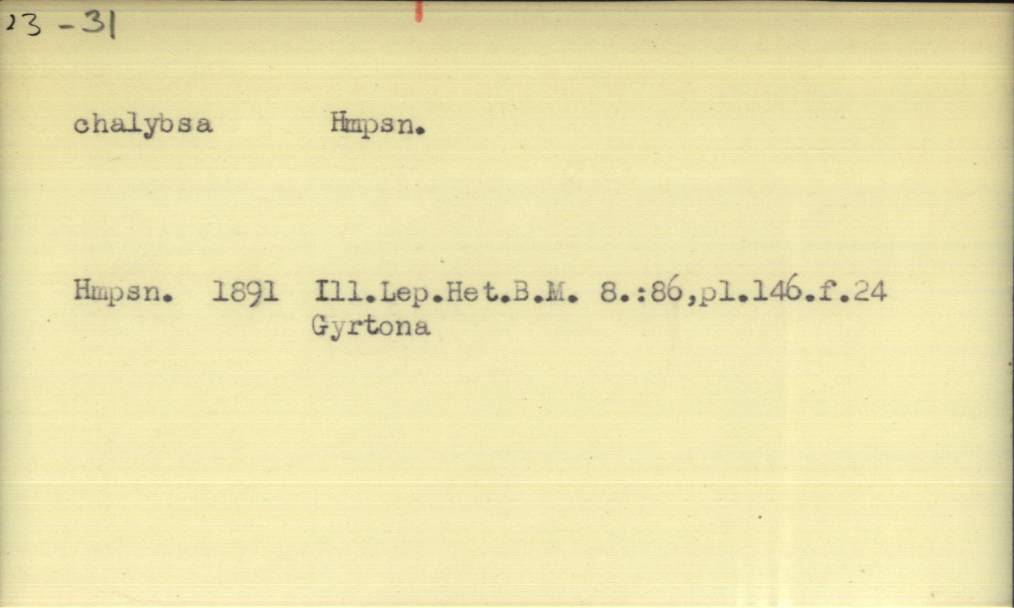 23 - 31
chalybsa Hmpsn.
Hmpsn. 1891 Ill.Lep.Het.B.M. 8.:86,pl.146.f.24
Gyrtona